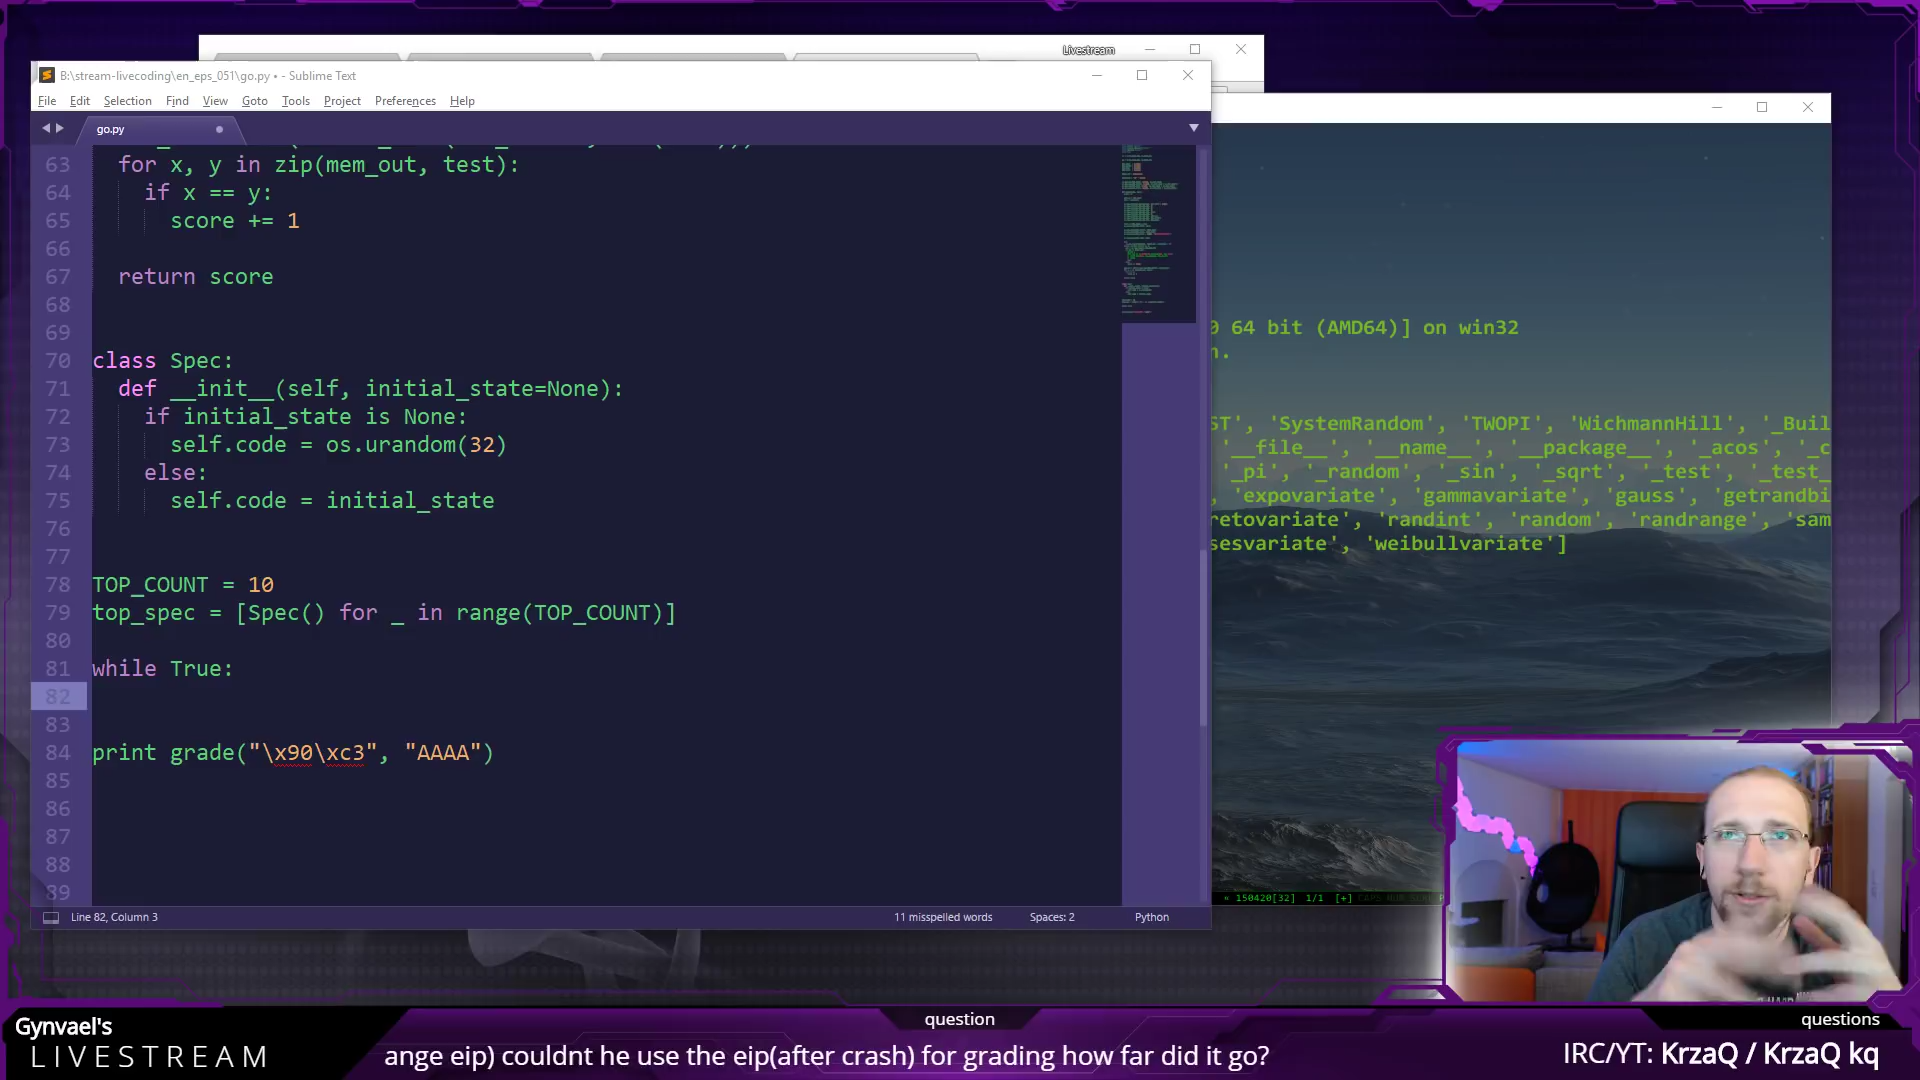 Livestream
B:\stream-livecoding\en_eps_051\go.py • - Sublime Text
File Edit Selection Find View Goto Tools Project Preferences Help
go.py
63 for x, y in zip(mem_out, test):
64 if x == y:
65 score += 1
66
67 return score
68
69
70 class Spec:
71 def __init__(self, initial_state=None):
72 if initial_state is None:
73 self.code = os.urandom(32)
74 else:
75 self.code = initial_state
76
77
78 TOP_COUNT = 10
79 top_spec = [Spec() for _ in range(TOP_COUNT)]
80
81 while True:
82
83
84 print grade("\x90\xc3", "AAAA")
85
86
87
88
89
Line 82, Column 3 11 misspelled words Spaces: 2 Python
64 bit (AMD64)] on win32
n.
ST', 'SystemRandom', 'TWOPI', 'WichmannHill', '_Buil
'__file__', '__name__', '__package__', '_acos', '_c
'_pi', '_random', '_sin', '_sqrt', '_test', '_test_
, 'expovariate', 'gammavariate', 'gauss', 'getrandbi
retovariate', 'randint', 'random', 'randrange', 'sam
sesvariate', 'weibullvariate']
« 150420[32] 1/1 [+] CAPS NUM
Gynvael's
LIVESTREAM
question
ange eip) couldnt he use the eip(after crash) for grading how far did it go?
questions
IRC/YT: KrzaQ / KrzaQ kq